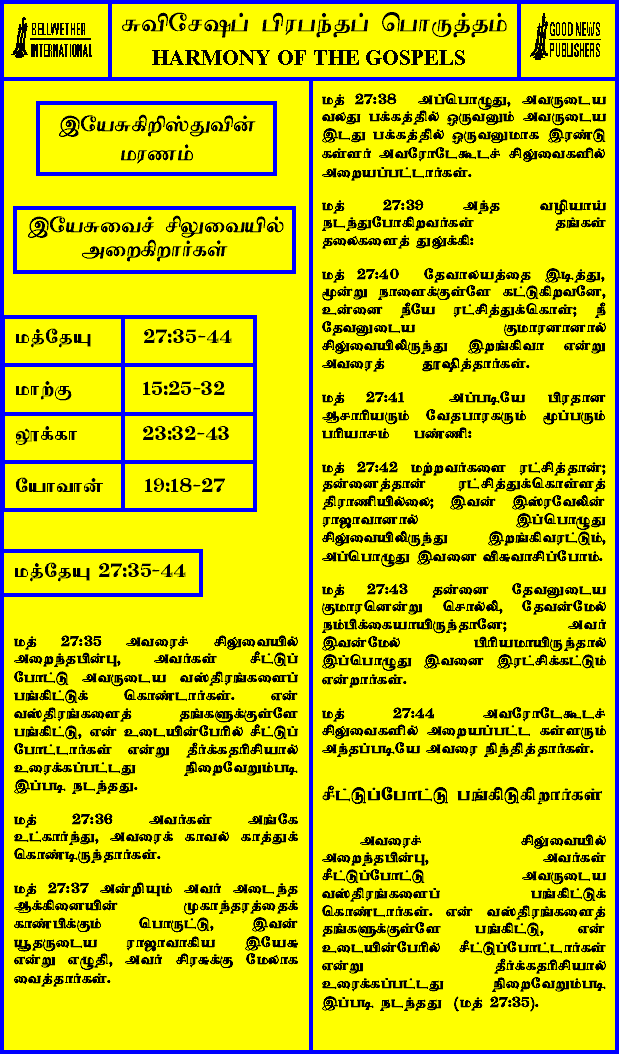 BELLWETHER
INTERNATIONAL
சுவிசேஷப் பிரபந்தப் பொருத்தம்
HARMONY OF THE GOSPELS
GOOD NEWS
PUBLISHERS
இயேசுகிறிஸ்துவின்
மரணம்
இயேசுவைச் சிலுவையில்
அறைகிறார்கள்
மத்தேயு 27:35-44
மாற்கு 15:25-32
லூக்கா 23:32-43
யோவான் 19:18-27
மத்தேயு 27:35-44
மத் 27:35 அவரைச் சிலுவையில்
அறைந்தபின்பு, அவர்கள் சீட்டுப்
போட்டு அவருடைய வஸ்திரங்களைப்
பங்கிட்டுக் கொண்டார்கள். என்
வஸ்திரங்களைத் தங்களுக்குள்ளே
பங்கிட்டு, என் உடையின்பேரில் சீட்டுப்
போட்டார்கள் என்று தீர்க்கதரிசியால்
உரைக்கப்பட்டது நிறைவேறும்படி
இப்படி நடந்தது.
மத் 27:36 அவர்கள் அங்கே
உட்கார்ந்து, அவரைக் காவல் காத்துக்
கொண்டிருந்தார்கள்.
மத் 27:37 அன்றியும் அவர் அடைந்த
ஆக்கினையின் முகாந்தரத்தைக்
காண்பிக்கும் பொருட்டு, இவன்
யூதருடைய ராஜாவாகிய இயேசு
என்று எழுதி, அவர் சிரசுக்கு மேலாக
வைத்தார்கள்.
மத் 27:38 அப்பொழுது, அவருடைய
வலது பக்கத்தில் ஒருவனும் அவருடைய
இடது பக்கத்தில் ஒருவனுமாக இரண்டு
கள்ளர் அவரோடேகூடச் சிலுவைகளில்
அறையப்பட்டார்கள்.
மத் 27:39 அந்த வழியாய்
நடந்துபோகிறவர்கள் தங்கள்
தலைகளைத் துலுக்கி:
மத் 27:40 தேவாலயத்தை இடித்து,
மூன்று நாளைக்குள்ளே கட்டுகிறவனே,
உன்னை நீயே ரட்சித்துக்கொள்; நீ
தேவனுடைய குமாரனானால்
சிலுவையிலிருந்து இறங்கிவா என்று
அவரைத் தூஷித்தார்கள்.
மத் 27:41 அப்படியே பிரதான
ஆசாரியரும் வேதபாரகரும் மூப்பரும்
பரியாசம் பண்ணி:
மத் 27:42 மற்றவர்களை ரட்சித்தான்;
தன்னைத்தான் ரட்சித்துக்கொள்ளத்
திராணியில்லை; இவன் இஸ்ரவேலின்
ராஜாவானால் இப்பொழுது
சிலுவையிலிருந்து இறங்கிவரட்டும்,
அப்பொழுது இவனை விசுவாசிப்போம்.
மத் 27:43 தன்னை தேவனுடைய
குமாரனென்று சொல்லி, தேவன்மேல்
நம்பிக்கையாயிருந்தானே; அவர்
இவன்மேல் பிரியமாயிருந்தால்
இப்பொழுது இவனை இரட்சிக்கட்டும்
என்றார்கள்.
மத் 27:44 அவரோடேகூடச்
சிலுவைகளில் அறையப்பட்ட கள்ளரும்
அந்தப்படியே அவரை நிந்தித்தார்கள்.
சீட்டுப்போட்டு பங்கிடுகிறார்கள்
அவரைச் சிலுவையில்
அறைந்தபின்பு, அவர்கள்
சீட்டுப்போட்டு அவருடைய
வஸ்திரங்களைப் பங்கிட்டுக்
கொண்டார்கள். என் வஸ்திரங்களைத்
தங்களுக்குள்ளே பங்கிட்டு, என்
உடையின்பேரில் சீட்டுப்போட்டார்கள்
என்று தீர்க்கதரிசியால்
உரைக்கப்பட்டது நிறைவேறும்படி
இப்படி நடந்தது (மத் 27:35).